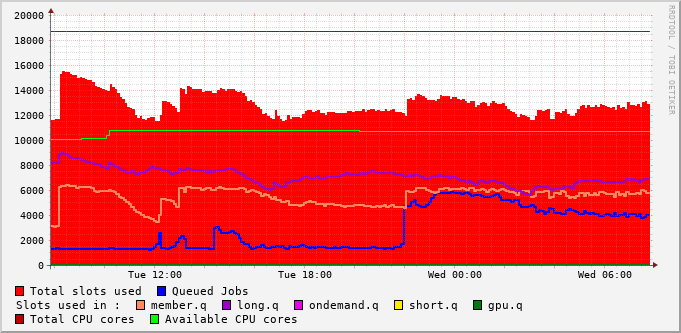 20000
18000
16000
14000
12000
10000
8000
6000
4000
2000
0
Tue 12:00 Tue 18:00 Wed 00:00 Wed 06:00
RRDTOOL / TOBI OETIKER
Total slots used Queued Jobs
Slots used in : member.q long.q ondemand.q short.q gpu.q
Total CPU cores Available CPU cores